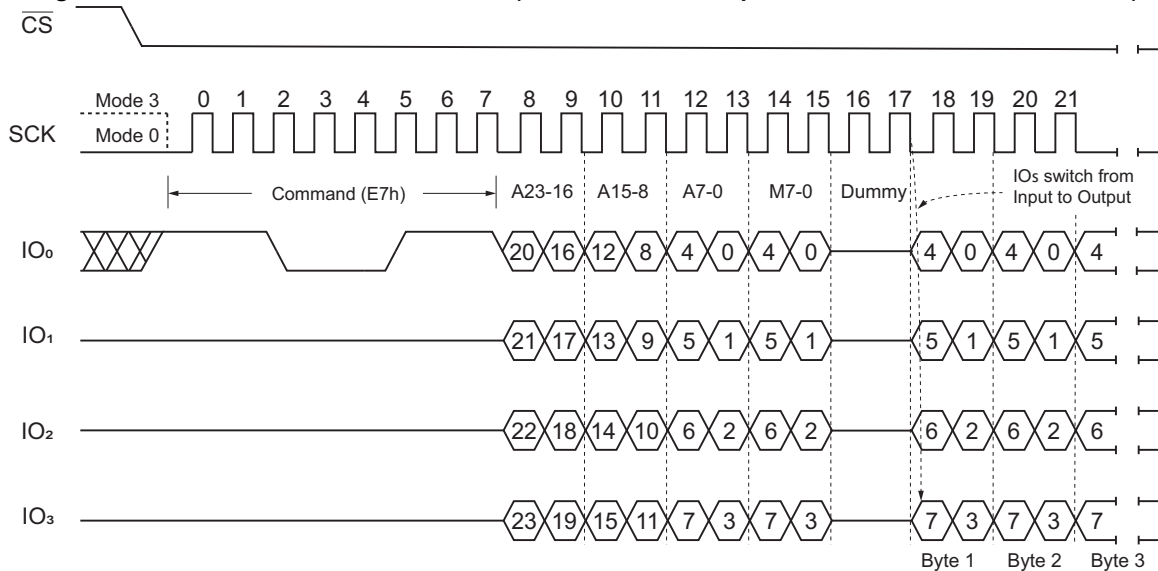 CS
Mode 3
0 1 2 3 4 5 6 7 8 9 10 11 12 13 14 15 16 17 18 19 20 21
SCK
Mode 0
Command (E7h) A23-16 A15-8 A7-0 M7-0 Dummy
IOs switch from
Input to Output
IO₀ 20 16 12 8 4 0 4 0 4 0 4 0 4
IO₁ 21 17 13 9 5 1 5 1 5 1 5 1 5
IO₂ 22 18 14 10 6 2 6 2 6 2 6 2 6
IO₃ 23 19 15 11 7 3 7 3 7 3 7 3 7
Byte 1 Byte 2 Byte 3